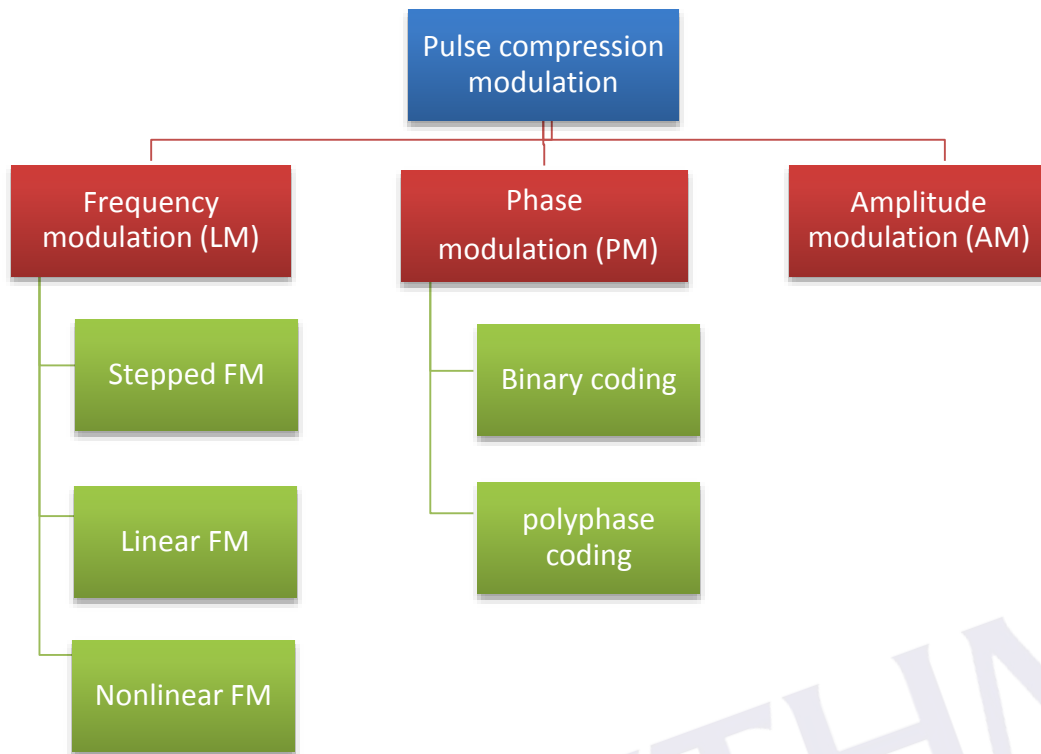 Pulse compression
modulation
Frequency
modulation (LM)
Phase
modulation (PM)
Amplitude
modulation (AM)
Stepped FM
Binary coding
Linear FM
polyphase
coding
Nonlinear FM